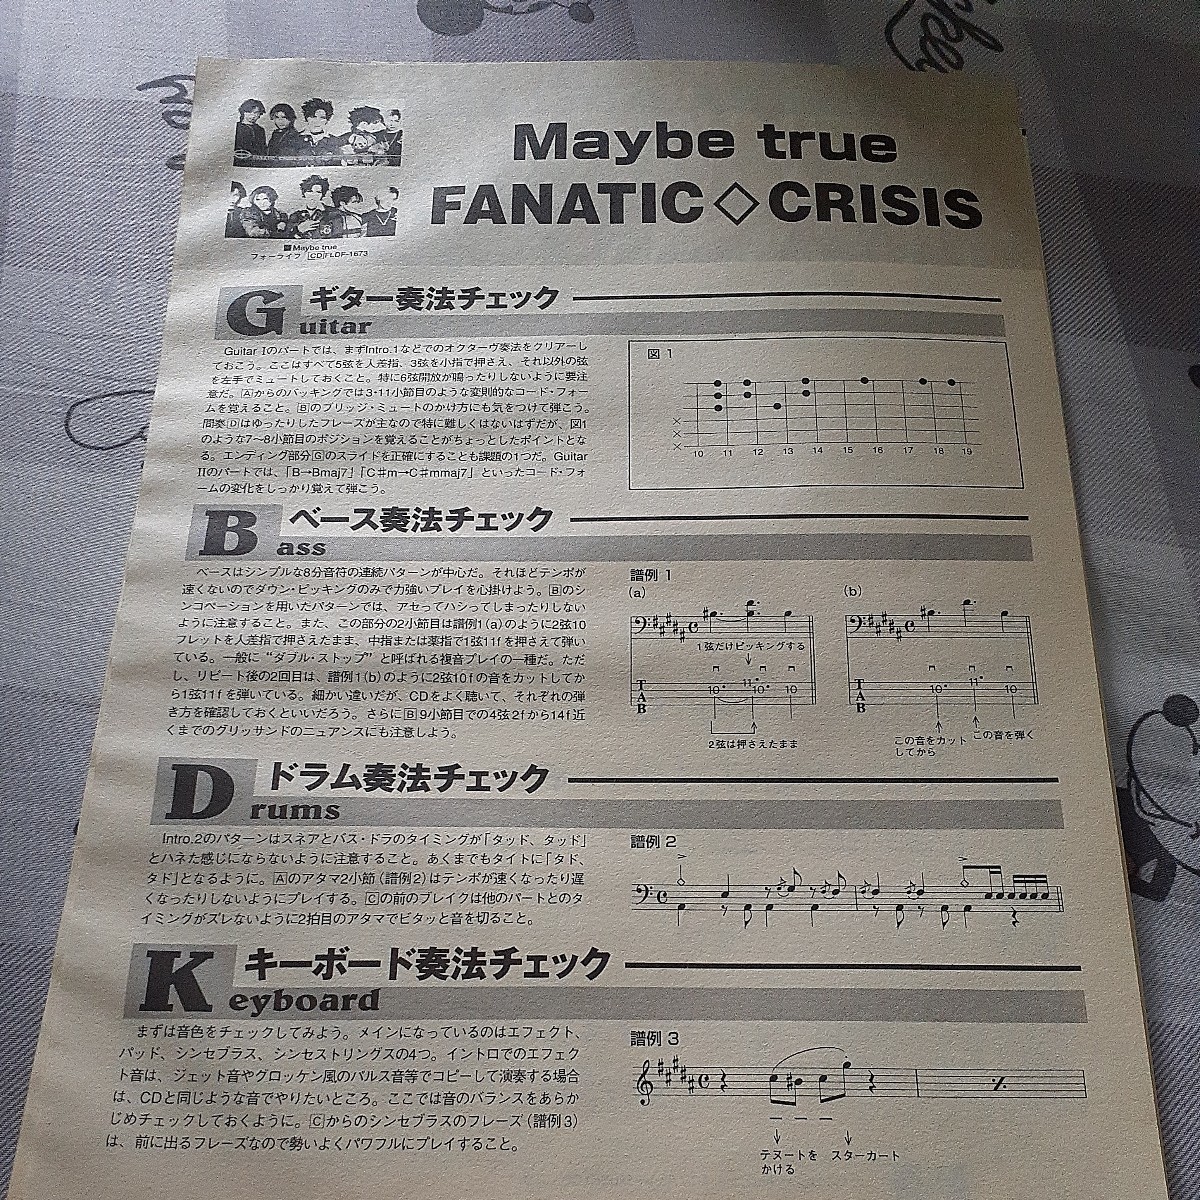 Maybe true
FANATIC◇CRISIS
■Maybe true
フォーライフ [CD]FLDF-1673
Guitar
ギター奏法チェック
Guitar Iのパートでは、まずIntro.1などでのオクターヴ奏法をクリアーし
ておこう。ここはすべて5弦を人差指、3弦を小指で押さえ、それ以外の弦
を左手でミュートしておくこと。特に6弦開放が鳴ったりしないように要注
意だ。Aからのバッキングでは3・11小節目のような変則的なコード・フォー
ムを覚えること。Bのブリッジ・ミュートのかけ方にも気をつけて弾こう。
間奏Dはゆったりしたフレーズが主なので特に難しくはないはずだが、図1
のような7〜8小節目のポジションを覚えることがちょっとしたポイントとな
る。エンディング部分Gのスライドを正確にすることも課題の1つだ。Guitar
IIのパートでは、「B→Bmaj7」「C♯m→C♯mmaj7」といったコード・フォ
ームの変化をしっかり覚えて弾こう。
図1
×
×
×
10 11 12 13 14 15 16 17 18 19
Bass
ベース奏法チェック
ベースはシンプルな8分音符の連続パターンが中心だ。それほどテンポが
速くないのでダウン・ピッキングのみで力強いプレイを心掛けよう。Bのシ
ンコペーションを用いたパターンでは、アセってハシってしまったりしない
ように注意すること。また、この部分の2小節目は譜例1(a)のように2弦10
フレットを人差指で押さえたまま、中指または薬指で1弦11fを押さえて弾い
ている。一般に“ダブル・ストップ”と呼ばれる複音プレイの一種だ。ただ
し、リピート後の2回目は、譜例1(b)のように2弦10fの音をカットしてか
ら1弦11fを弾いている。細かい違いだが、CDをよく聴いて、それぞれの弾
き方を確認しておくといいだろう。さらにB9小節目での4弦2fから14f近
くまでのグリッサンドのニュアンスにも注意しよう。
譜例1
(a)
1弦だけピッキングする
T
A
B
10 11 10 10
2弦は押さえたまま
(b)
T
A
B
10 11 10
この音をカット
してから
この音を弾く
Drums
ドラム奏法チェック
Intro.2のパターンはスネアとバス・ドラのタイミングが「タッド、タッド」
とハネた感じにならないように注意すること。あくまでもタイトに「タド、
タド」となるように。Aのアタマ2小節(譜例2)はテンポが速くなったり遅
くなったりしないようにプレイする。Cの前のブレイクは他のパートとのタ
イミングがズレないように2拍目のアタマでピタッと音を切ること。
譜例2
Keyboard
キーボード奏法チェック
まずは音色をチェックしてみよう。メインになっているのはエフェクト、
パッド、シンセブラス、シンセストリングスの4つ。イントロでのエフェク
ト音は、ジェット音やグロッケン風のパルス音等でコピーして演奏する場合
は、CDと同じような音でやりたいところ。ここでは音のバランスをあらか
じめチェックしておくように。Cからのシンセブラスのフレーズ(譜例3)
は、前に出るフレーズなので勢いよくパワフルにプレイすること。
譜例3
テヌートを
かける
スターカート